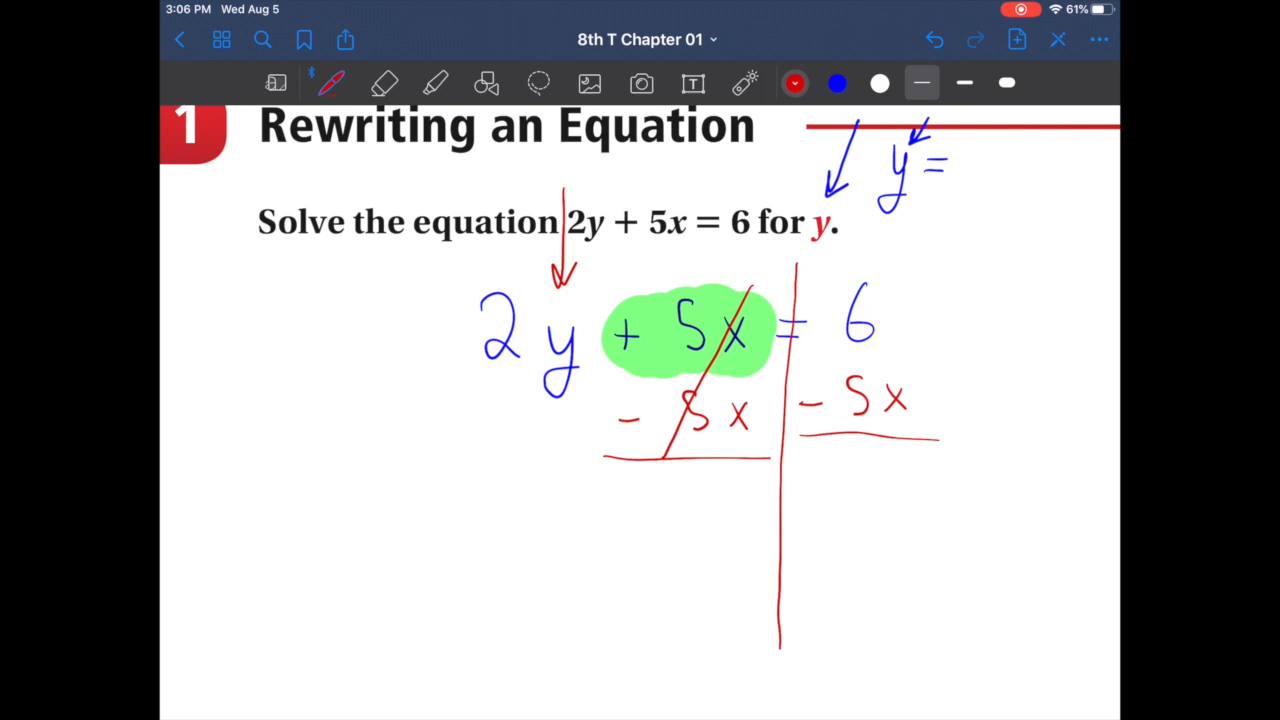 3:06 PM Wed Aug 5 61%
8th T Chapter 01
T
1 Rewriting an Equation
y =
Solve the equation 2y + 5x = 6 for y.
2y + 5x = 6
- 5x - 5x